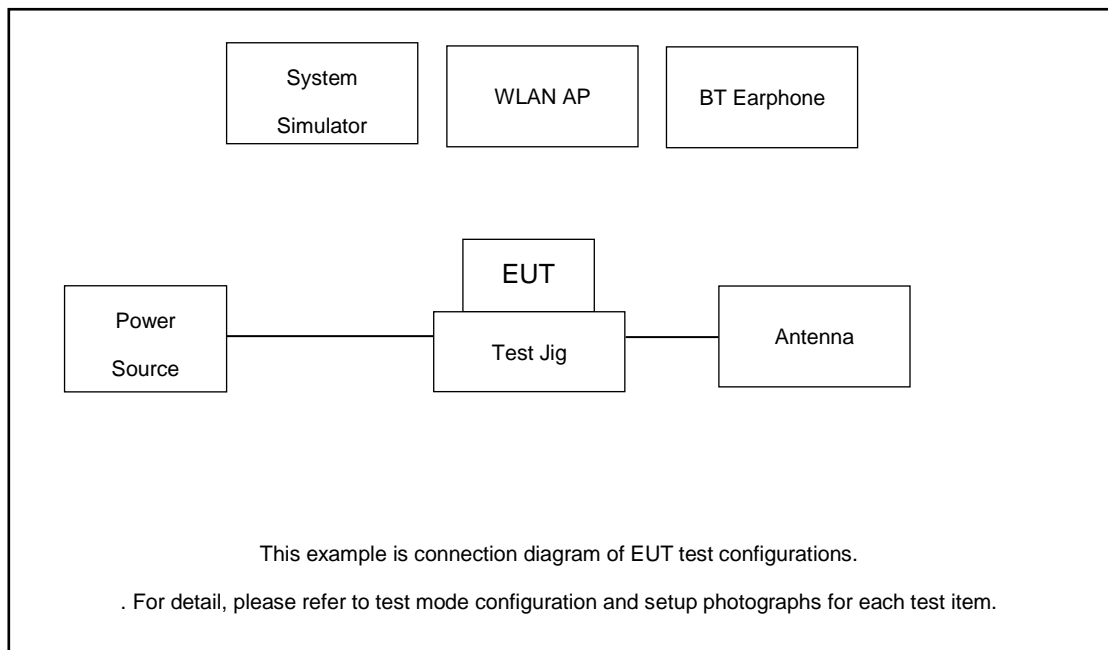 System
Simulator
WLAN AP
BT Earphone
EUT
Power
Source
Test Jig
Antenna
This example is connection diagram of EUT test configurations.
. For detail, please refer to test mode configuration and setup photographs for each test item.